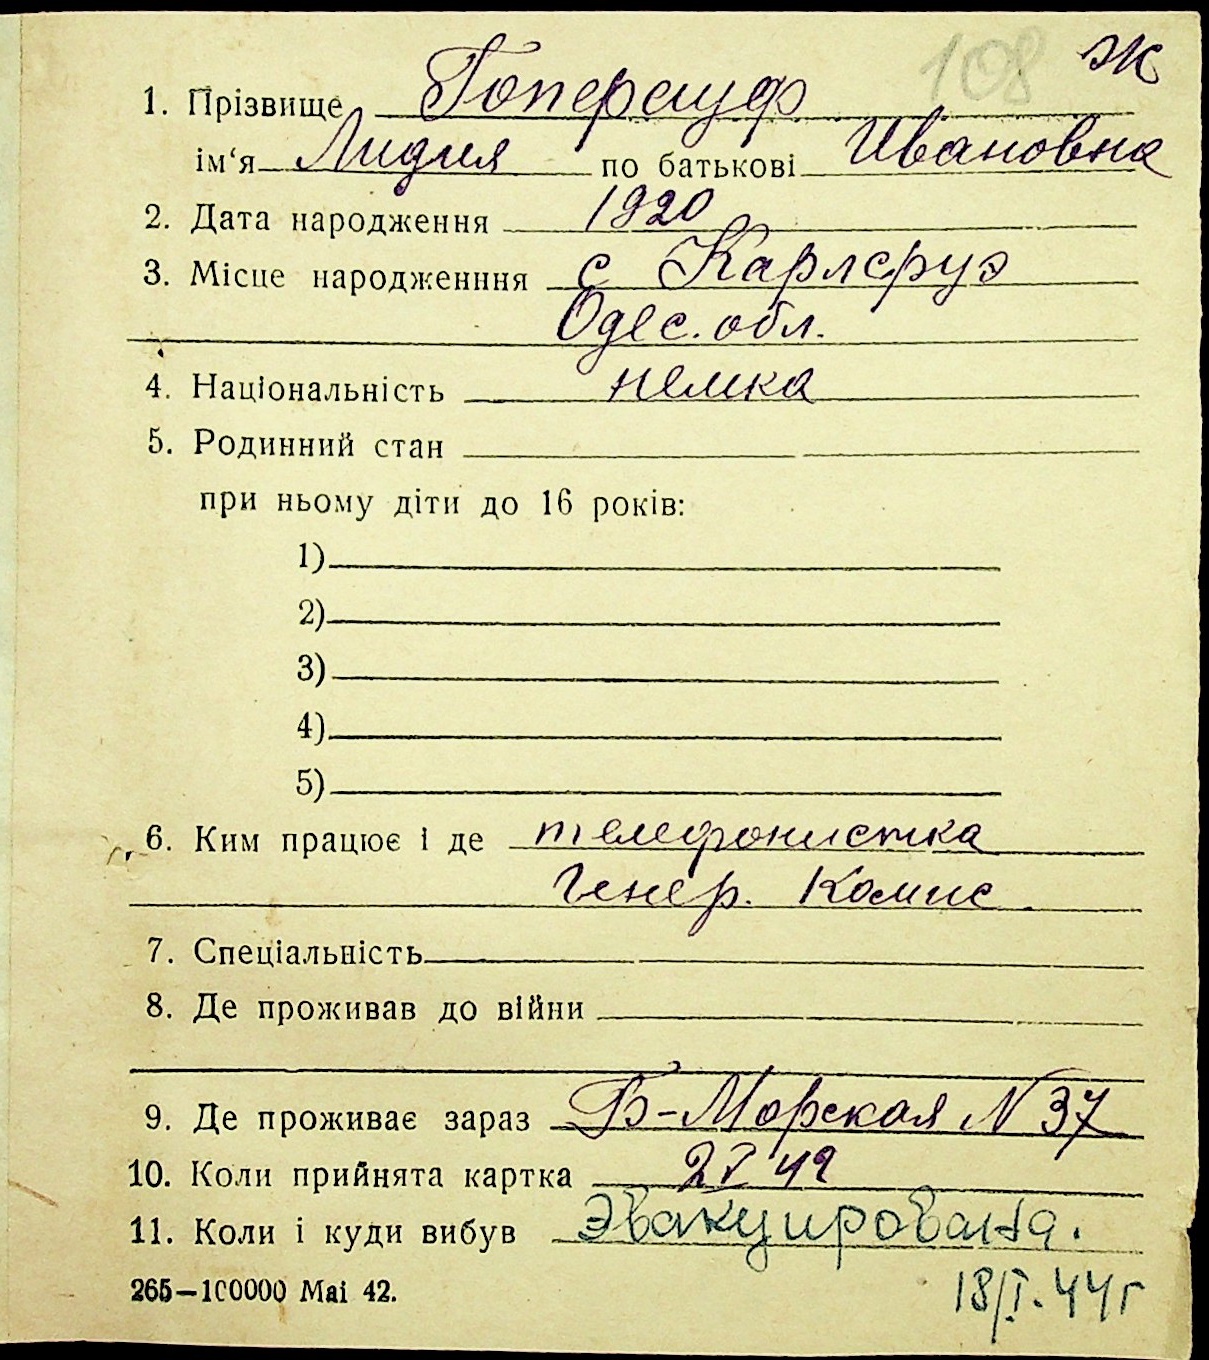 108 Ж
1. Прізвище Гоперауф
ім‘я Лидия по батькові Ивановна
2. Дата народження 1920
3. Місце народженння с Карлсруэ
Одес. обл.
4. Національність немка
5. Родинний стан
при ньому діти до 16 років:
1)
2)
3)
4)
5)
6. Ким працює і де телефонистка
Генер. Комис
7. Спеціальність
8. Де проживав до війни
9. Де проживає зараз Б-Морская N 37
10. Коли прийнята картка 2 V 42
11. Коли і куди вибув Эвакуирована.
265—100000 Mai 42.
18/I. 44 г